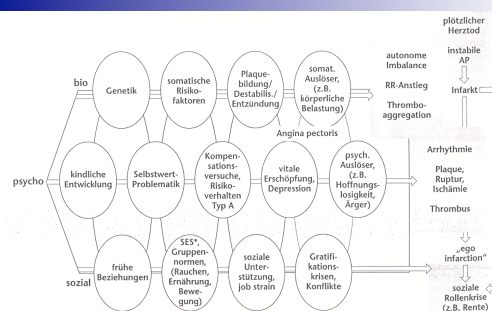 plötzlicher
Herztod
instabile
AP
Infarkt
autonome
Imbalance
RR-Anstieg
Thrombo-
aggregation
bio
Genetik
somatische
Risiko-
faktoren
Plaque-
bildung/
Destabilis./
Entzündung
somat.
Auslöser,
(z.B.
körperliche
Belastung)
Angina pectoris
psycho
kindliche
Entwicklung
Selbstwert-
Problematik
Kompen-
sations-
versuche,
Risiko-
verhalten
Typ A
vitale
Erschöpfung,
Depression
psych.
Auslöser,
(z.B.
Hoffnungs-
losigkeit,
Ärger)
Arrhythmie
Plaque,
Ruptur,
Ischämie
Thrombus
sozial
frühe
Beziehungen
SES*,
Gruppen-
normen,
(Rauchen,
Ernährung,
Bewe-
gung)
soziale
Unter-
stützung,
job strain
Gratifi-
kations-
krisen,
Konflikte
„ego
infarction"
soziale
Rollenkrise
(z.B. Rente)